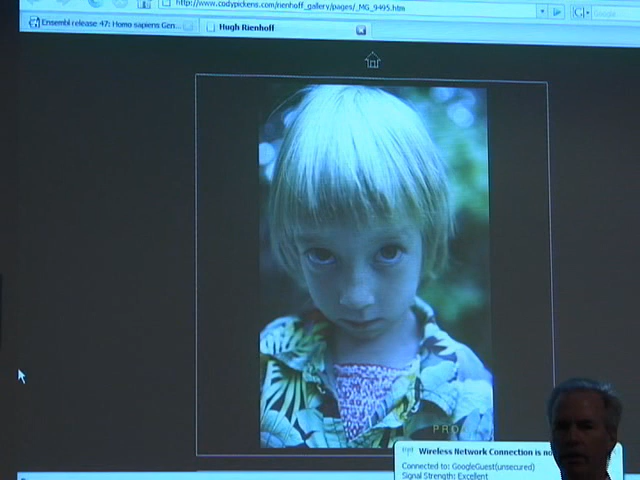 http://www.codypickens.com/rienhoff_gallery/pages/_MG_9495.htm
Google
Ensembl release 47: Homo sapiens Gen...
Hugh Rienhoff
Wireless Network Connection is no
Connected to: GoogleGuest(unsecured)
Signal Strength: Excellent